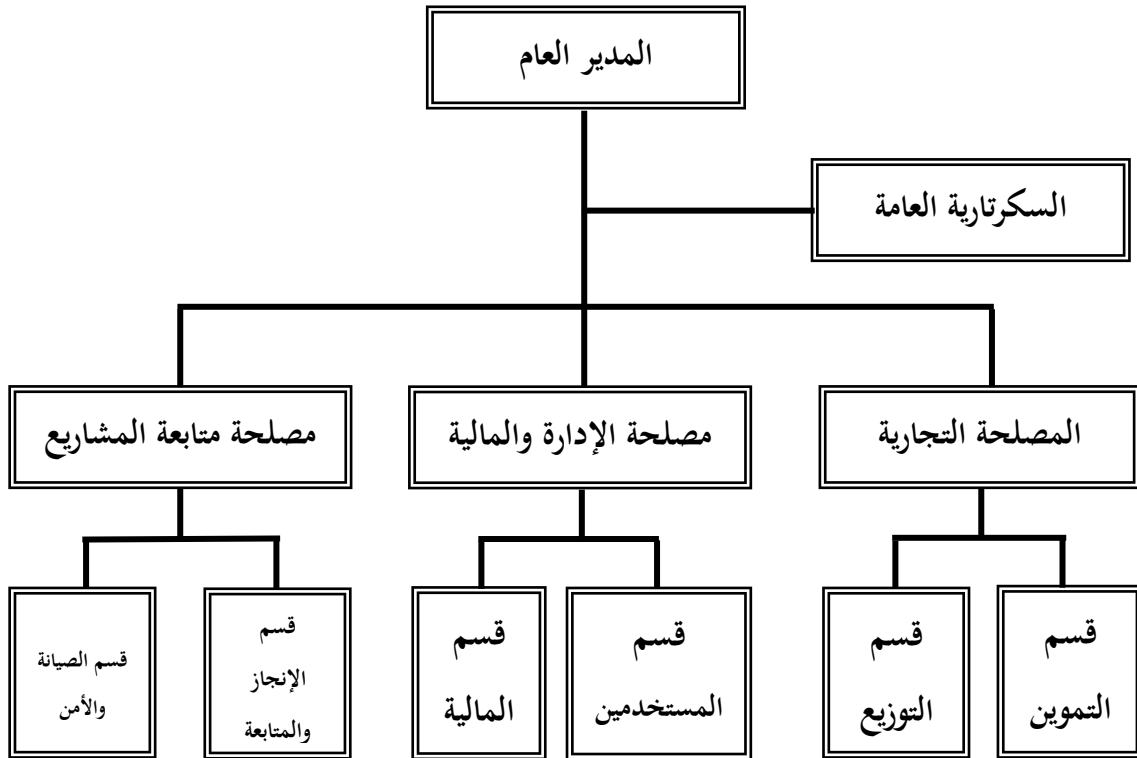 المدير العام
السكرتارية العامة
المصلحة التجارية
مصلحة الإدارة والمالية
مصلحة متابعة المشاريع
قسم
التموين
قسم
التوزيع
قسم
المستخدمين
قسم
المالية
قسم
الإنجاز
والمتابعة
قسم الصيانة
والأمن